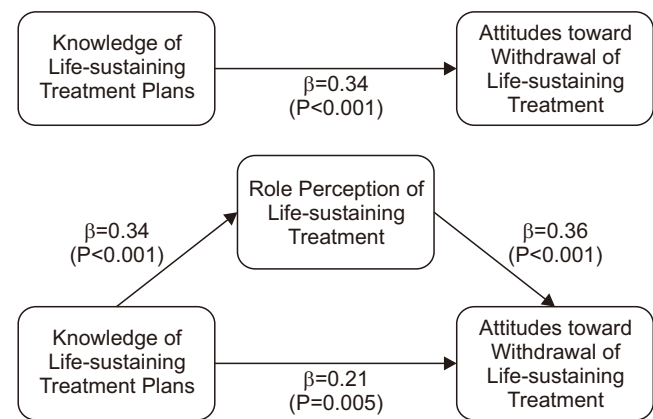 Knowledge of
Life-sustaining
Treatment Plans
β=0.34
(P<0.001)
Attitudes toward
Withdrawal of
Life-sustaining
Treatment
Role Perception of
Life-sustaining
Treatment
β=0.34
(P<0.001)
β=0.36
(P<0.001)
Knowledge of
Life-sustaining
Treatment Plans
β=0.21
(P=0.005)
Attitudes toward
Withdrawal of
Life-sustaining
Treatment